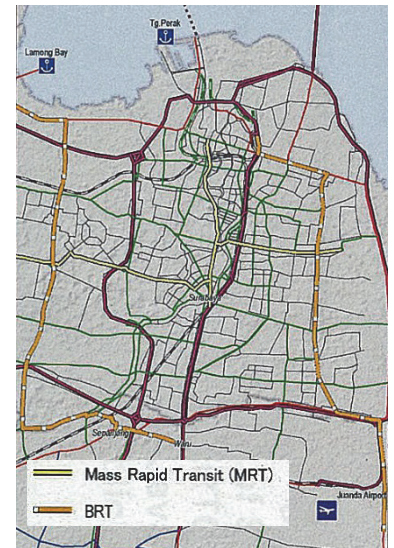 Tg.Perak
Lamong Bay
Surabaya
Sepanjang
Waru
Mass Rapid Transit (MRT)
Juanda Airport
BRT